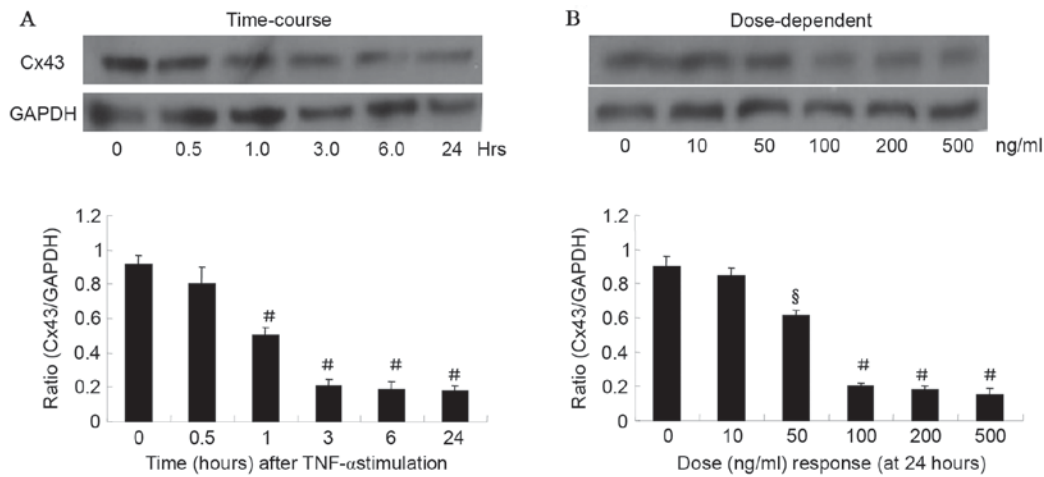 A Time-course
Cx43
GAPDH
0 0.5 1.0 3.0 6.0 24 Hrs
Ratio (Cx43/GAPDH)
1.2
1
0.8
0.6
0.4
0.2
0
#
#
#
#
0 0.5 1 3 6 24
Time (hours) after TNF-αstimulation
B Dose-dependent
0 10 50 100 200 500 ng/ml
Ratio (Cx43/GAPDH)
1.2
1
0.8
0.6
0.4
0.2
0
§
#
#
#
0 10 50 100 200 500
Dose (ng/ml) response (at 24 hours)